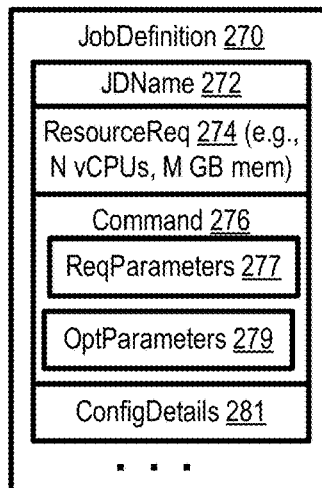 JobDefinition 270
JDName 272
ResourceReq 274 (e.g.,
N vCPUs, M GB mem)
Command 276
ReqParameters 277
OptParameters 279
ConfigDetails 281
. . .